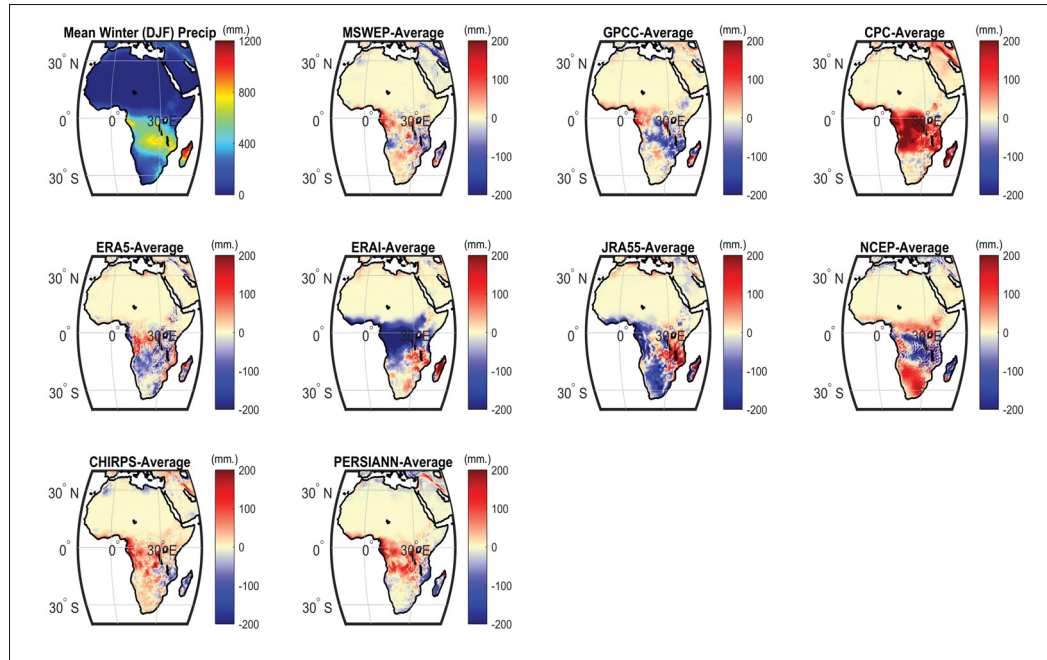 Mean Winter (DJF) Precip (mm.)
30° N
0°
30° S
0°
30°E
1200
800
400
0
MSWEP-Average (mm.)
30° N
0°
30° S
0°
30°E
200
100
0
-100
-200
GPCC-Average (mm.)
30° N
0°
30° S
0°
30°E
200
100
0
-100
-200
CPC-Average (mm.)
30° N
0°
30° S
0°
30°E
200
100
0
-100
-200
ERA5-Average (mm.)
30° N
0°
30° S
0°
30°E
200
100
0
-100
-200
ERAI-Average (mm.)
30° N
0°
30° S
0°
30°E
200
100
0
-100
-200
JRA55-Average (mm.)
30° N
0°
30° S
0°
30°E
200
100
0
-100
-200
NCEP-Average (mm.)
30° N
0°
30° S
0°
30°E
200
100
0
-100
-200
CHIRPS-Average (mm.)
30° N
0°
30° S
0°
30°E
200
100
0
-100
-200
PERSIANN-Average (mm.)
30° N
0°
30° S
0°
30°E
200
100
0
-100
-200